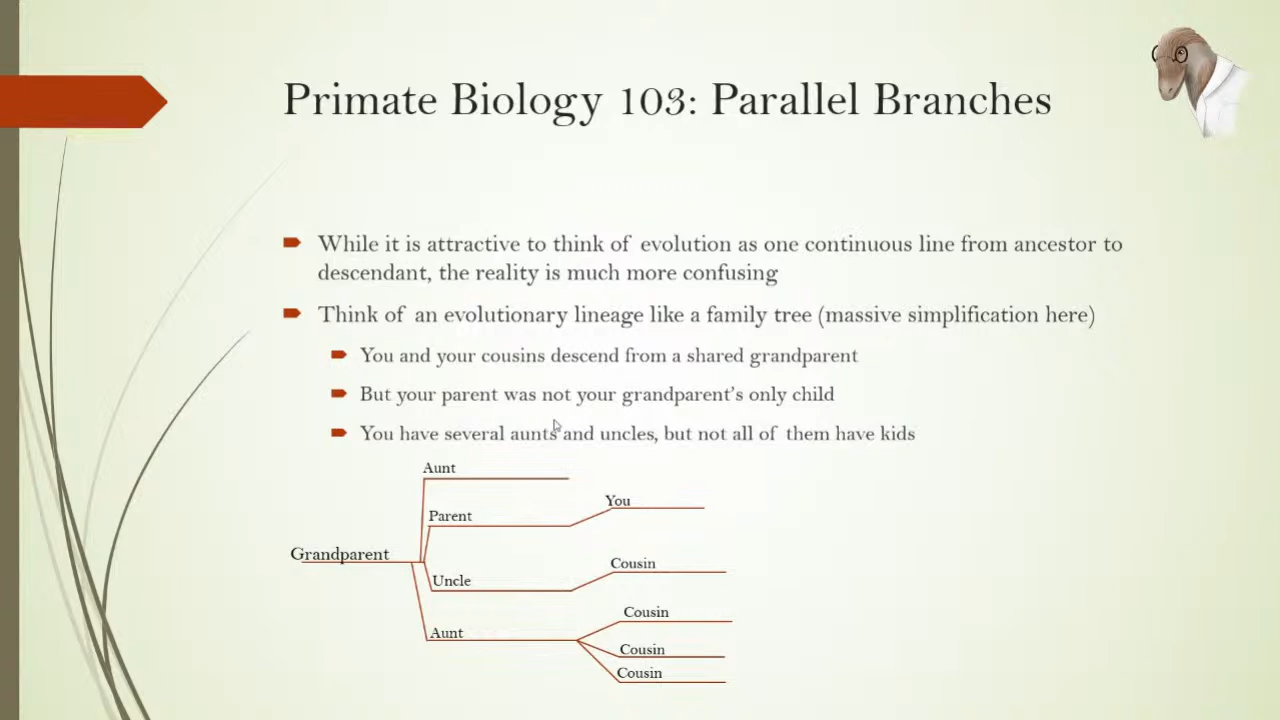 Primate Biology 103: Parallel Branches
While it is attractive to think of evolution as one continuous line from ancestor to
descendant, the reality is much more confusing
Think of an evolutionary lineage like a family tree (massive simplification here)
You and your cousins descend from a shared grandparent
But your parent was not your grandparent's only child
You have several aunts and uncles, but not all of them have kids
Aunt
You
Parent
Grandparent
Cousin
Uncle
Cousin
Aunt
Cousin
Cousin